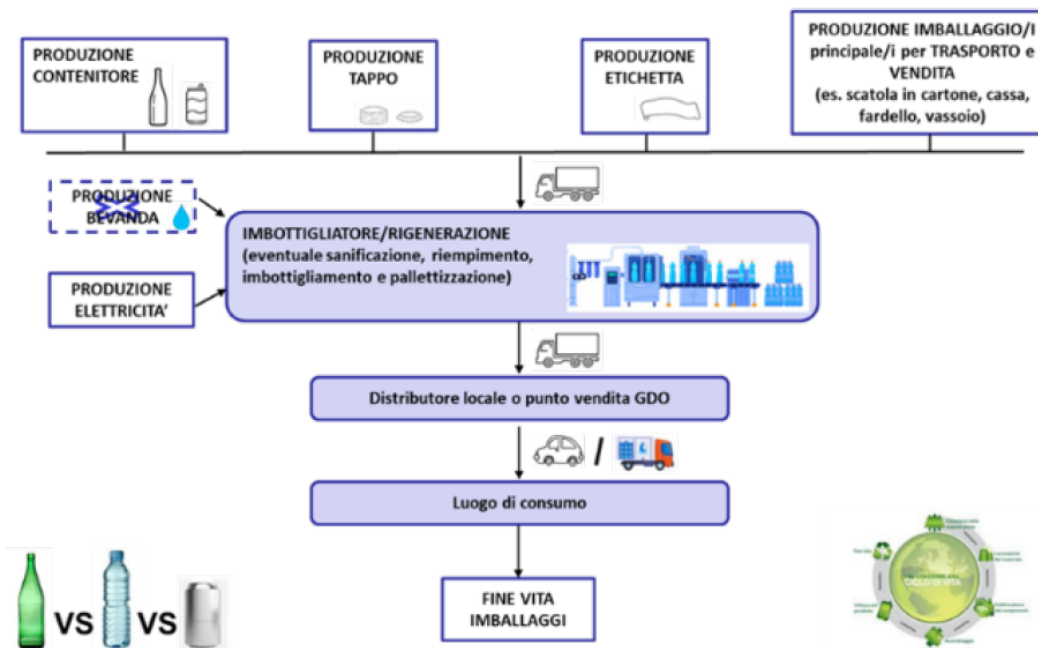 PRODUZIONE
CONTENITORE
PRODUZIONE
TAPPO
PRODUZIONE
ETICHETTA
PRODUZIONE IMBALLAGGIO/I
principale/i per TRASPORTO e
VENDITA
(es. scatola in cartone, cassa,
fardello, vassoio)
PRODUZIONE
BEVANDA
IMBOTTIGLIATORE/RIGENERAZIONE
(eventuale sanificazione, riempimento,
imbottigliamento e pallettizzazione)
PRODUZIONE
ELETTRICITA'
Distributore locale o punto vendita GDO
/
Luogo di consumo
FINE VITA
IMBALLAGGI
VS VS
CICLO DI VITA